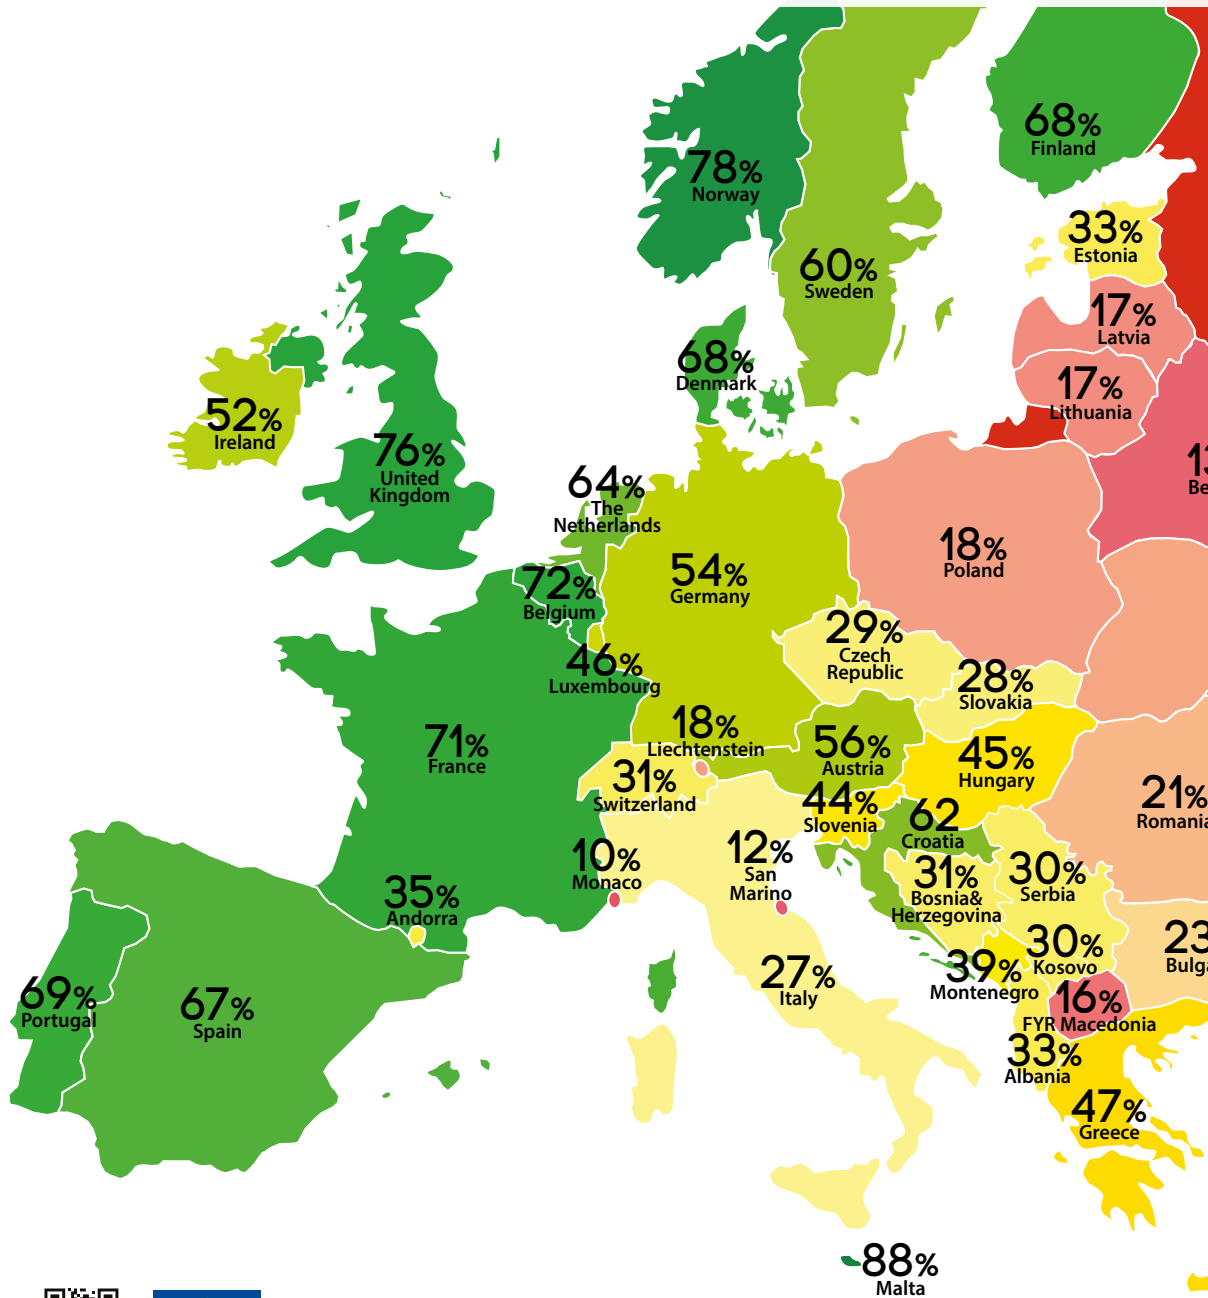 68%
Finland
78%
Norway
33%
Estonia
60%
Sweden
17%
Latvia
68%
Denmark
17%
Lithuania
52%
Ireland
76%
United
Kingdom
64%
The
Netherlands
18%
Poland
54%
Germany
72%
Belgium
29%
Czech
Republic
46%
Luxembourg
28%
Slovakia
18%
Liechtenstein
71%
France
56%
Austria
45%
Hungary
31%
Switzerland
44%
Slovenia
21%
Romania
62
Croatia
10%
Monaco
12%
San
Marino
31%
Bosnia&
Herzegovina
30%
Serbia
35%
Andorra
30%
Kosovo
23
39%
Montenegro
27%
Italy
69%
Portugal
67%
Spain
16%
FYR Macedonia
33%
Albania
47%
Greece
88%
Malta